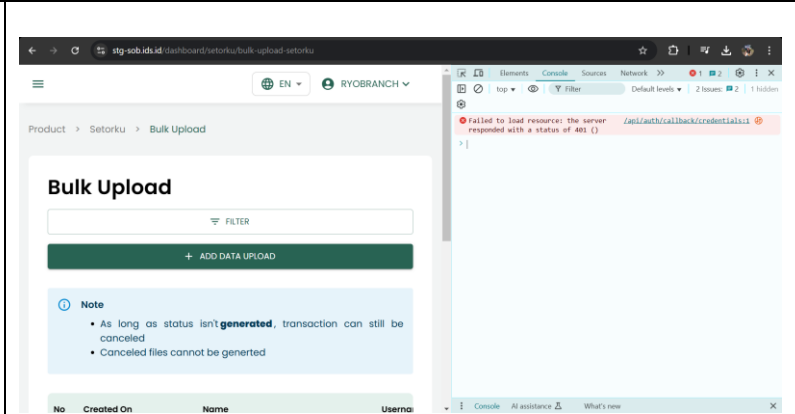 stg-sob.ids.id/dashboard/setorku/bulk-upload-setorku
EN
RYOBRANCH
Product > Setorku > Bulk Upload
Bulk Upload
FILTER
+ ADD DATA UPLOAD
Note
• As long as status isn't generated, transaction can still be
canceled
• Canceled files cannot be generted
No Created On Name Userna
Elements Console Sources Network >> 1 2
top Filter Default levels 2 Issues: 2 1 hidden
Failed to load resource: the server /api/auth/callback/credentials:1
responded with a status of 401 ()
>
Console AI assistance What's new